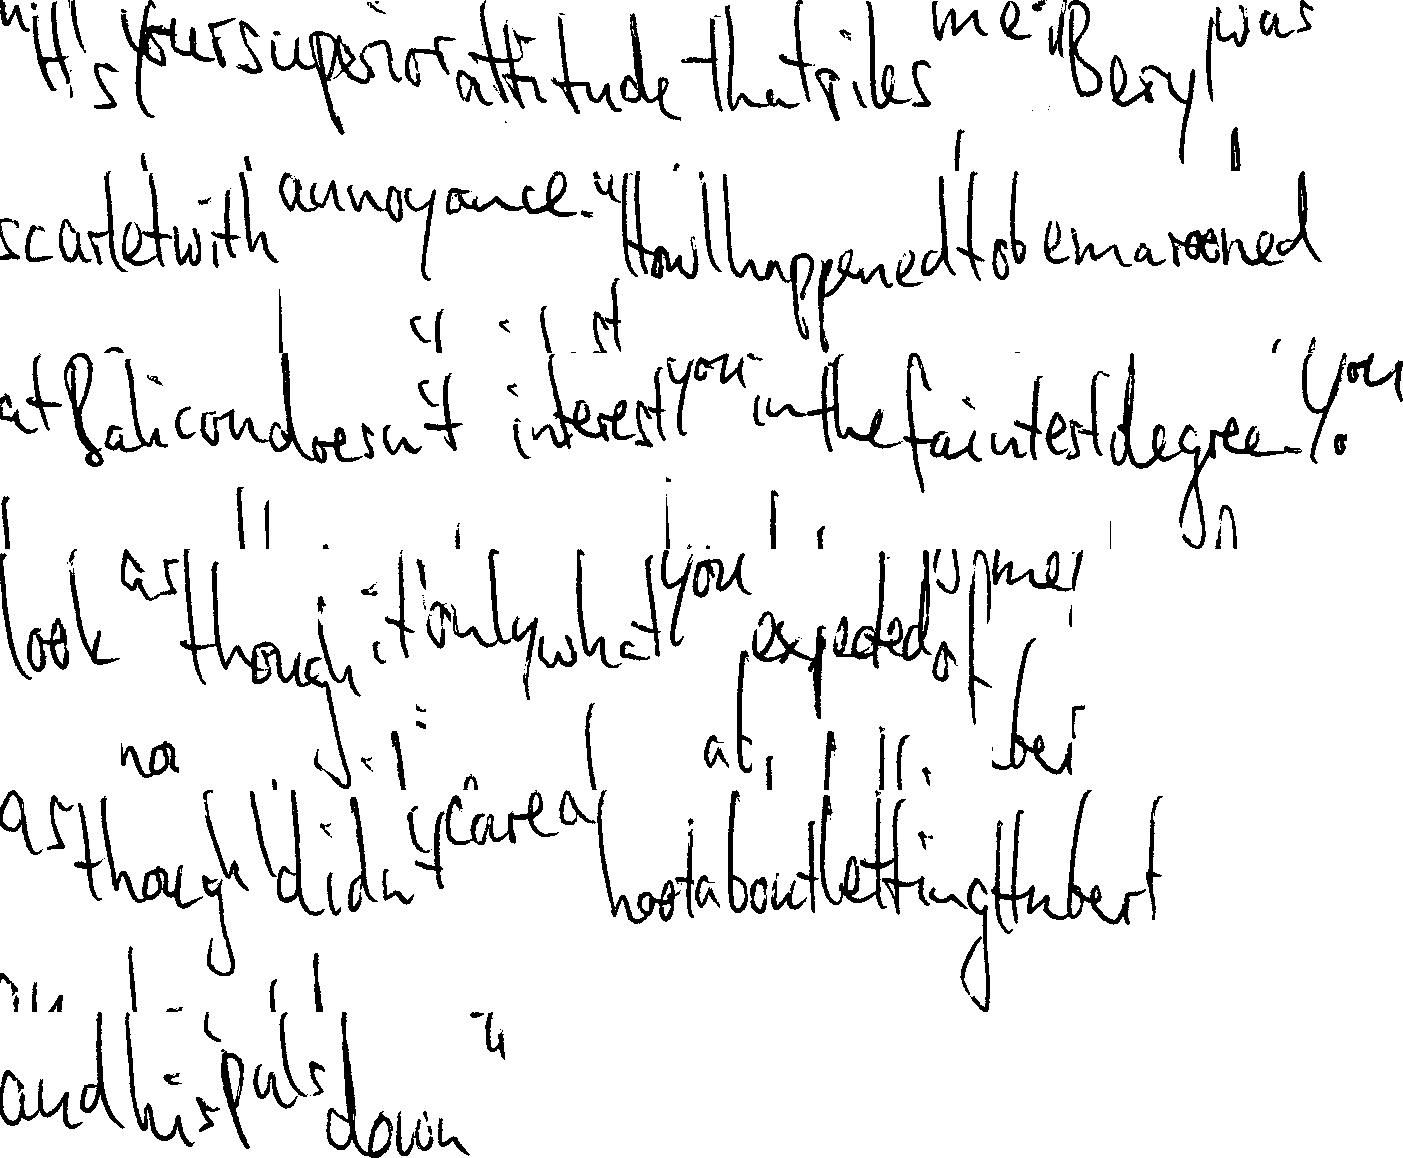 "It's your superior attitude that riles me." Beryl was
scarlet with annoyance. "How I happened to be marooned
at Balicon doesn't interest you in the faintest degree. You
look as though it only what you expected of me,
as though I didn't care a hoot about letting Hubert
and his pals down "